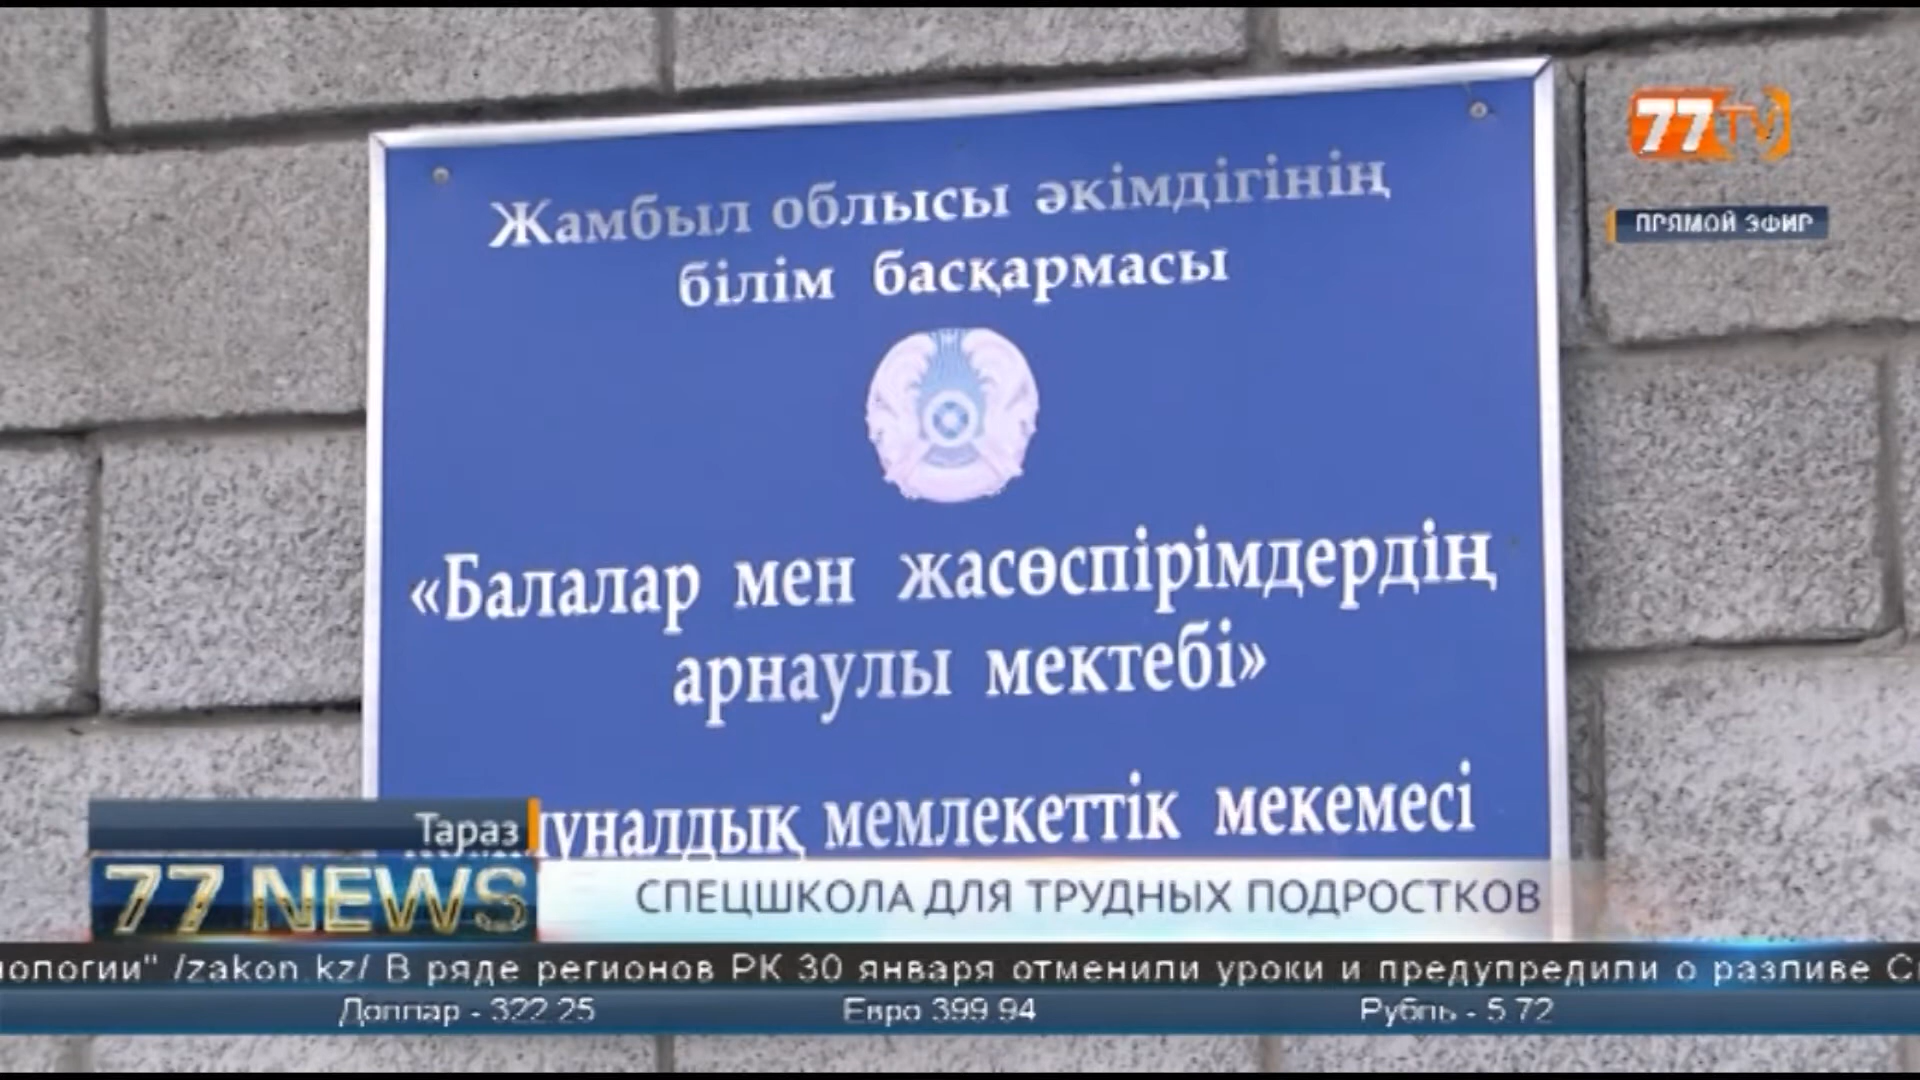 77TV
ПРЯМОЙ ЭФИР
Жамбыл облысы әкімдігінің
білім басқармасы
«Балалар мен жасөспірімдердің
арнаулы мектебі»
мемлекеттік мекемесі
Тараз
77 NEWS
СПЕЦШКОЛА ДЛЯ ТРУДНЫХ ПОДРОСТКОВ
/zakon.kz/ В ряде регионов РК 30 января отменили уроки и предупредили о разливе
Доллар - 322.25 Евро 399.94 Рубль - 5.72